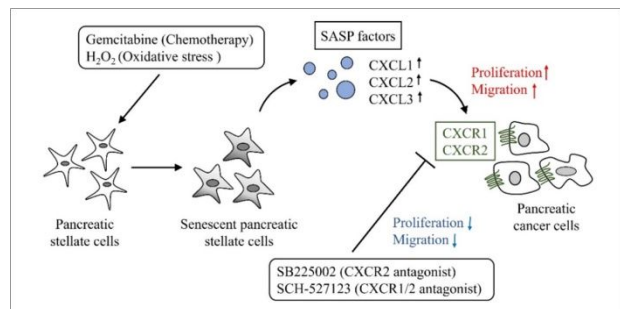 Gemcitabine (Chemotherapy)
H₂O₂ (Oxidative stress )
SASP factors
CXCL1↑
CXCL2↑
CXCL3↑
Proliferation↑
Migration ↑
CXCR1
CXCR2
Pancreatic
stellate cells
Senescent pancreatic
stellate cells
Pancreatic
cancer cells
Proliferation↓
Migration ↓
SB225002 (CXCR2 antagonist)
SCH-527123 (CXCR1/2 antagonist)